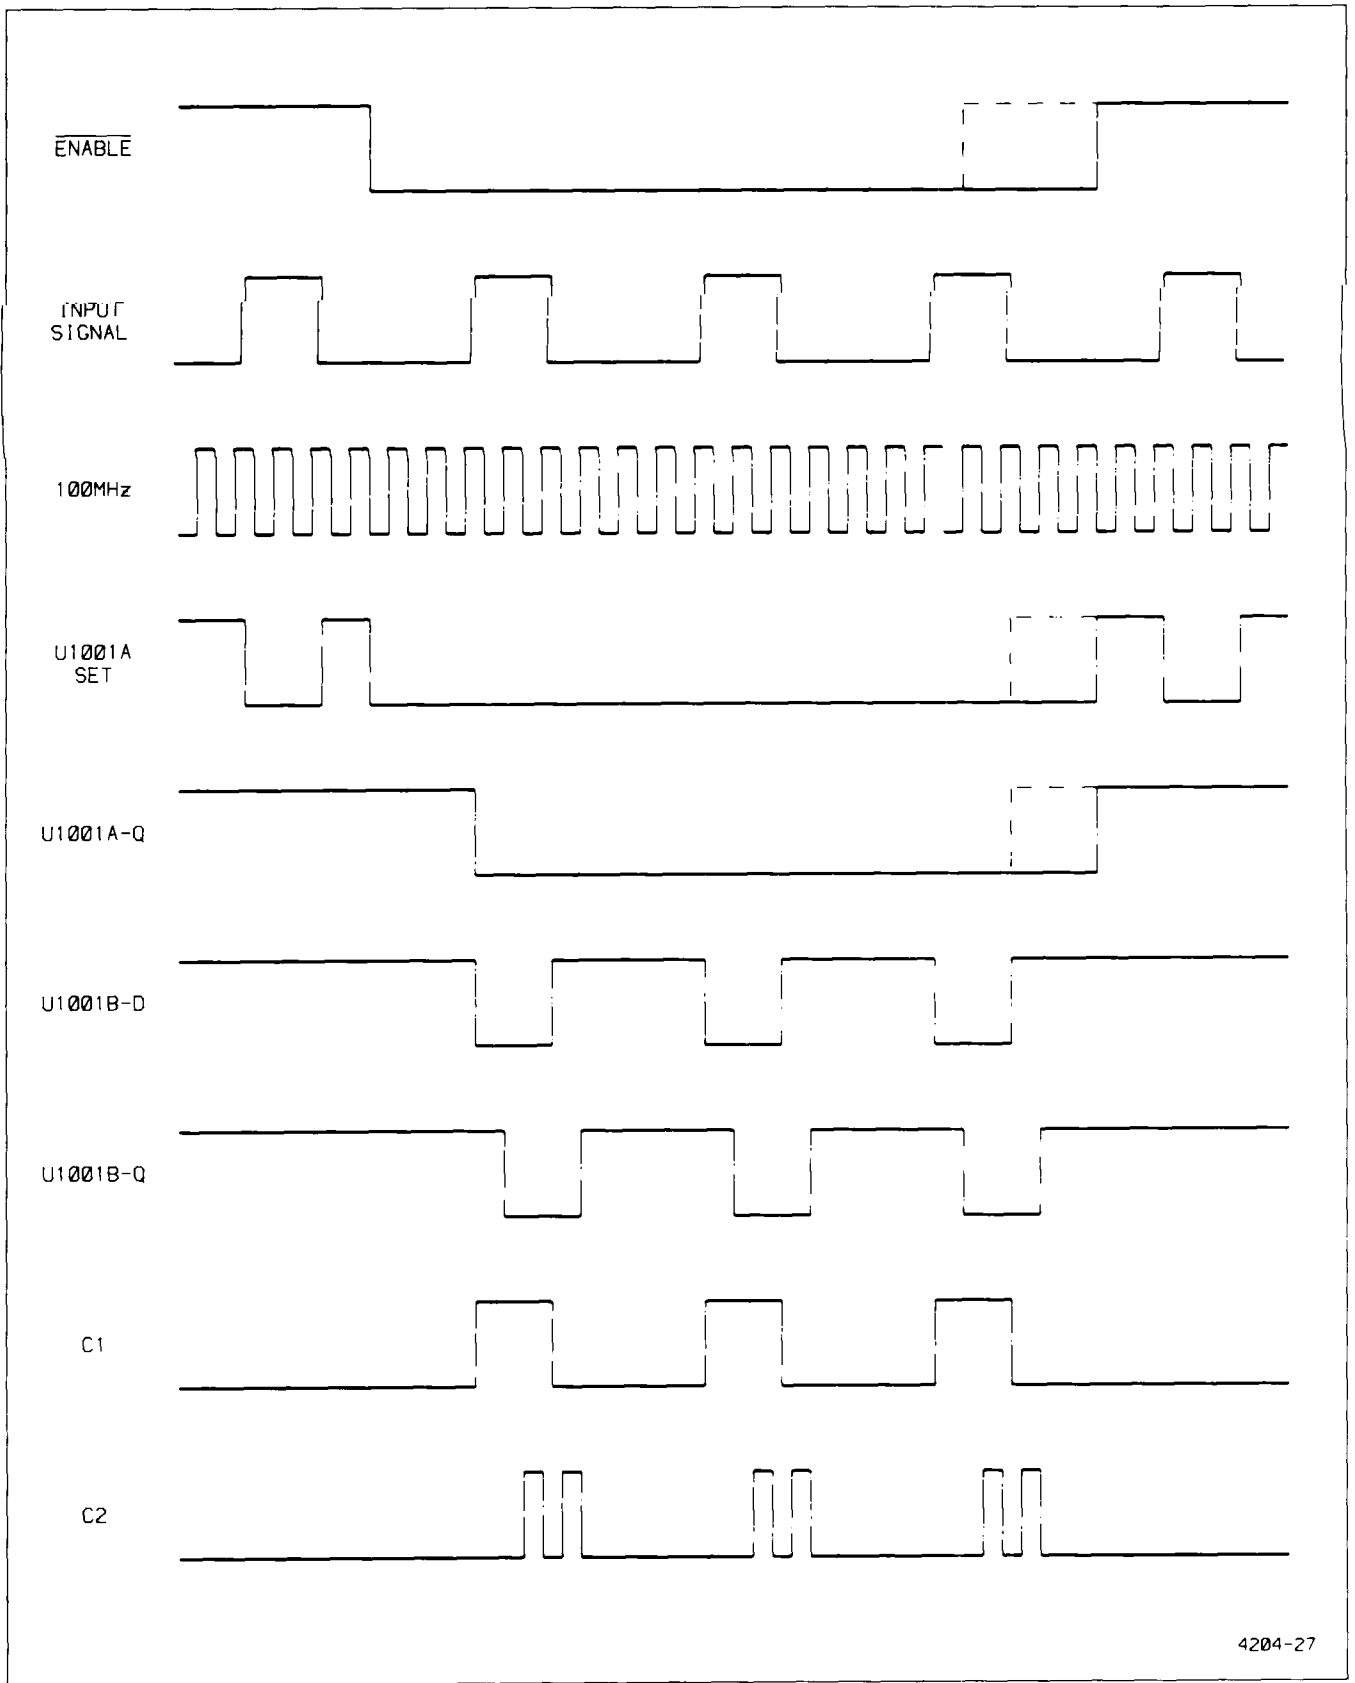 ENABLE
INPUT
SIGNAL
100MHz
U1001A
SET
U1001A-Q
U1001B-D
U1001B-Q
C1
C2
4204-27